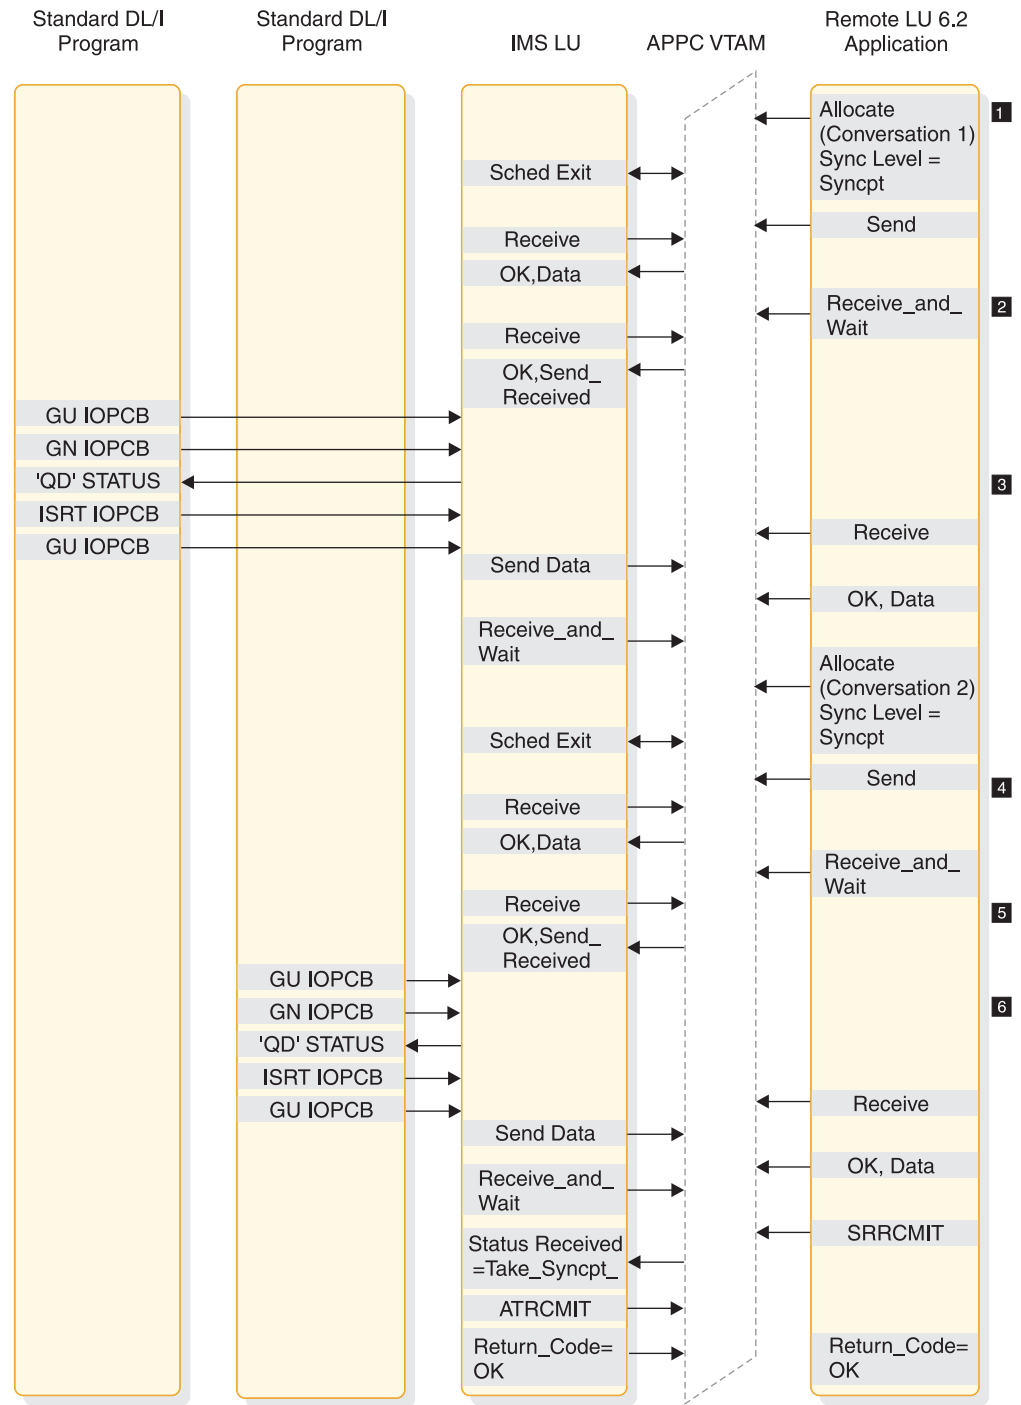 Standard DL/I
Program
Standard DL/I
Program
IMS LU
APPC VTAM
Remote LU 6.2
Application
Allocate
(Conversation 1)
Sync Level =
Syncpt
1
Sched Exit
Send
Receive
OK,Data
Receive_and_
Wait
2
Receive
OK,Send_
Received
GU IOPCB
GN IOPCB
'QD' STATUS
3
ISRT IOPCB
Receive
GU IOPCB
Send Data
OK, Data
Receive_and_
Wait
Allocate
(Conversation 2)
Sync Level =
Syncpt
Sched Exit
Send
4
Receive
OK,Data
Receive_and_
Wait
Receive
5
OK,Send_
Received
GU IOPCB
GN IOPCB
6
'QD' STATUS
ISRT IOPCB
Receive
GU IOPCB
Send Data
OK, Data
Receive_and_
Wait
SRRCMIT
Status Received
=Take_Syncpt_
ATRCMIT
Return_Code=
OK
Return_Code=
OK